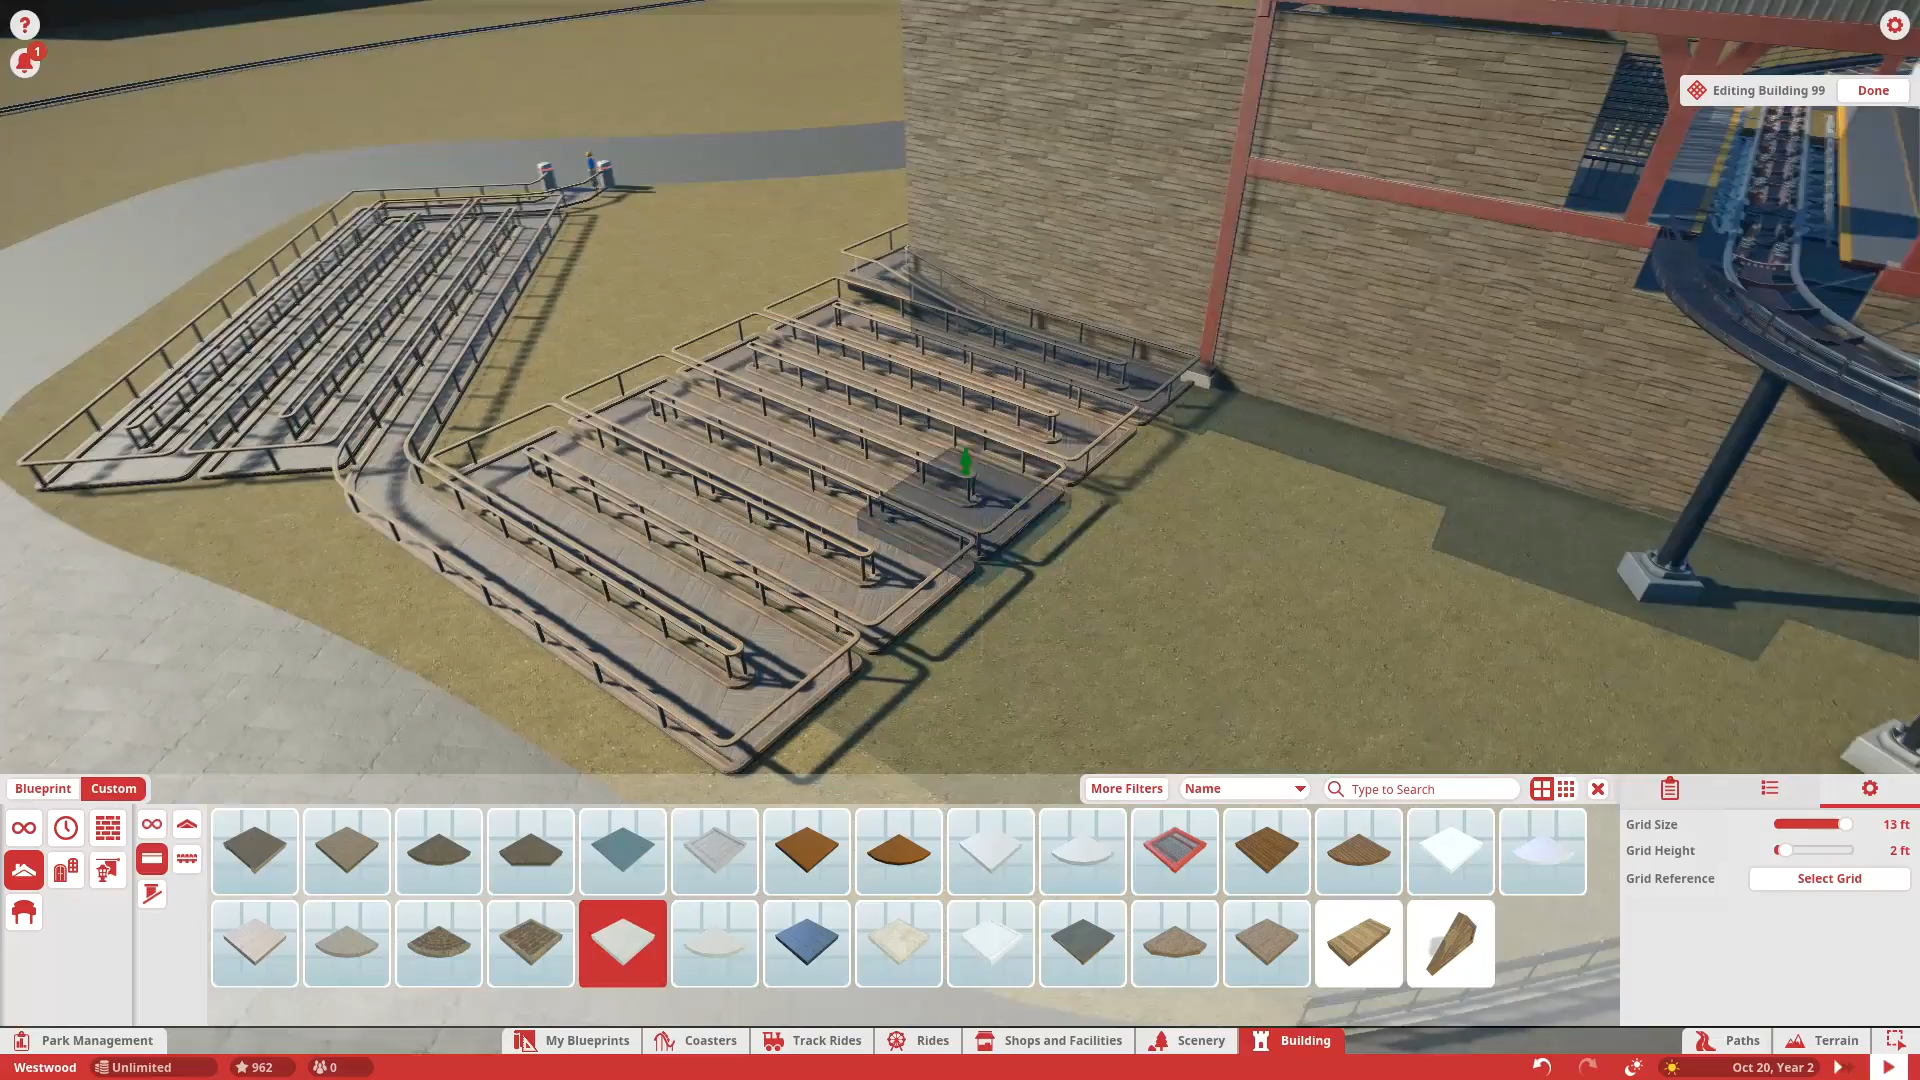 ?
1
Editing Building 99
Done
Blueprint
Custom
More Filters
Name
Type to Search
Grid Size
13 ft
Grid Height
2 ft
Grid Reference
Select Grid
Park Management
My Blueprints
Coasters
Track Rides
Rides
Shops and Facilities
Scenery
Building
Paths
Terrain
Westwood
Unlimited
962
0
Oct 20, Year 2